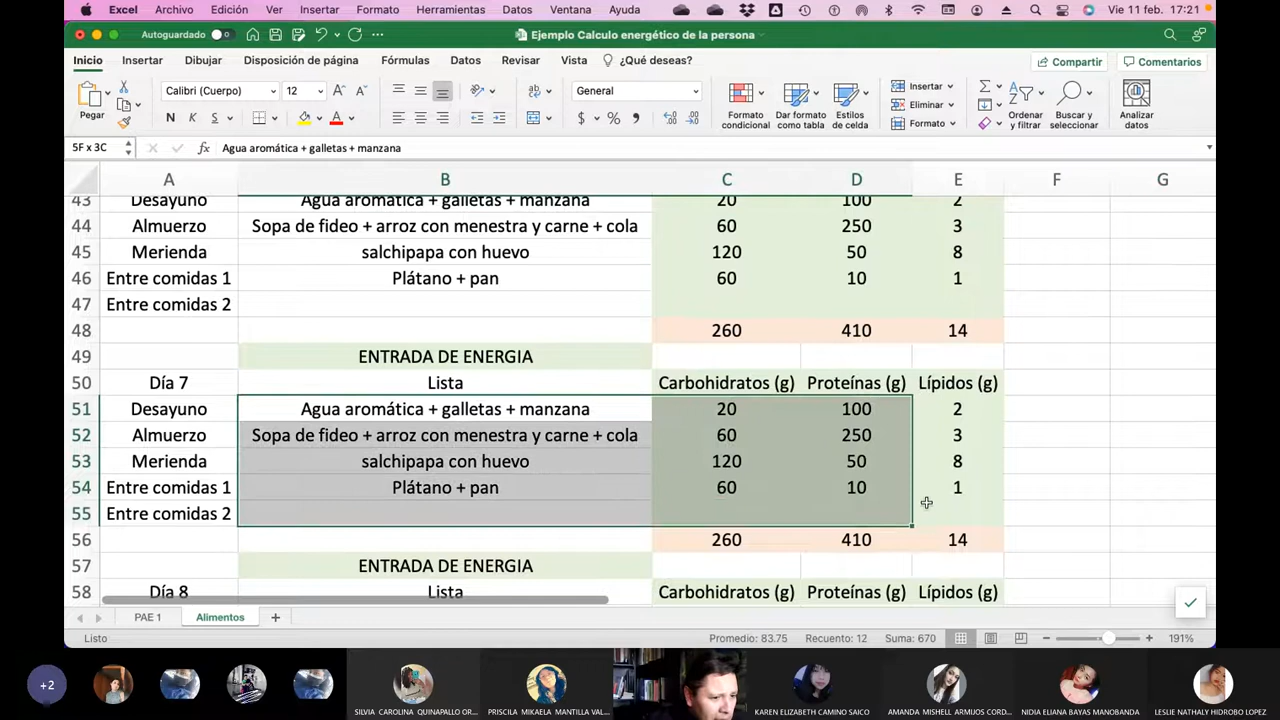 Excel Archivo Edición Ver Insertar Formato Herramientas Datos Ventana Ayuda Vie 11 feb. 17:21
Autoguardado Ejemplo Calculo energético de la persona
Inicio Insertar Dibujar Disposición de página Fórmulas Datos Revisar Vista ¿Qué deseas? Compartir Comentarios
Calibri (Cuerpo) 12 General Insertar
Pegar N K S Eliminar Formato
Formato condicional Dar formato como tabla Estilos de celda Ordenar y filtrar Buscar y seleccionar Analizar datos
5F x 3C fx Agua aromática + galletas + manzana
A B C D E F G
43 Desayuno Agua aromática + galletas + manzana 20 100 2
44 Almuerzo Sopa de fideo + arroz con menestra y carne + cola 60 250 3
45 Merienda salchipapa con huevo 120 50 8
46 Entre comidas 1 Plátano + pan 60 10 1
47 Entre comidas 2
48 260 410 14
49 ENTRADA DE ENERGIA
50 Día 7 Lista Carbohidratos (g) Proteínas (g) Lípidos (g)
51 Desayuno Agua aromática + galletas + manzana 20 100 2
52 Almuerzo Sopa de fideo + arroz con menestra y carne + cola 60 250 3
53 Merienda salchipapa con huevo 120 50 8
54 Entre comidas 1 Plátano + pan 60 10 1
55 Entre comidas 2
56 260 410 14
57 ENTRADA DE ENERGIA
58 Día 8 Lista Carbohidratos (g) Proteínas (g) Lípidos (g)
PAE 1 Alimentos +
Listo Promedio: 83.75 Recuento: 12 Suma: 670 191%
+2 SILVIA CAROLINA QUINAPALLO OR... PRISCILA MIKAELA MANTILLA VAL... KAREN ELIZABETH CAMINO SAICO AMANDA MISHELL ARMIJOS CORD... NIDIA ELIANA BAYAS MANOBANDA LESLIE NATHALY HIDROBO LOPEZ